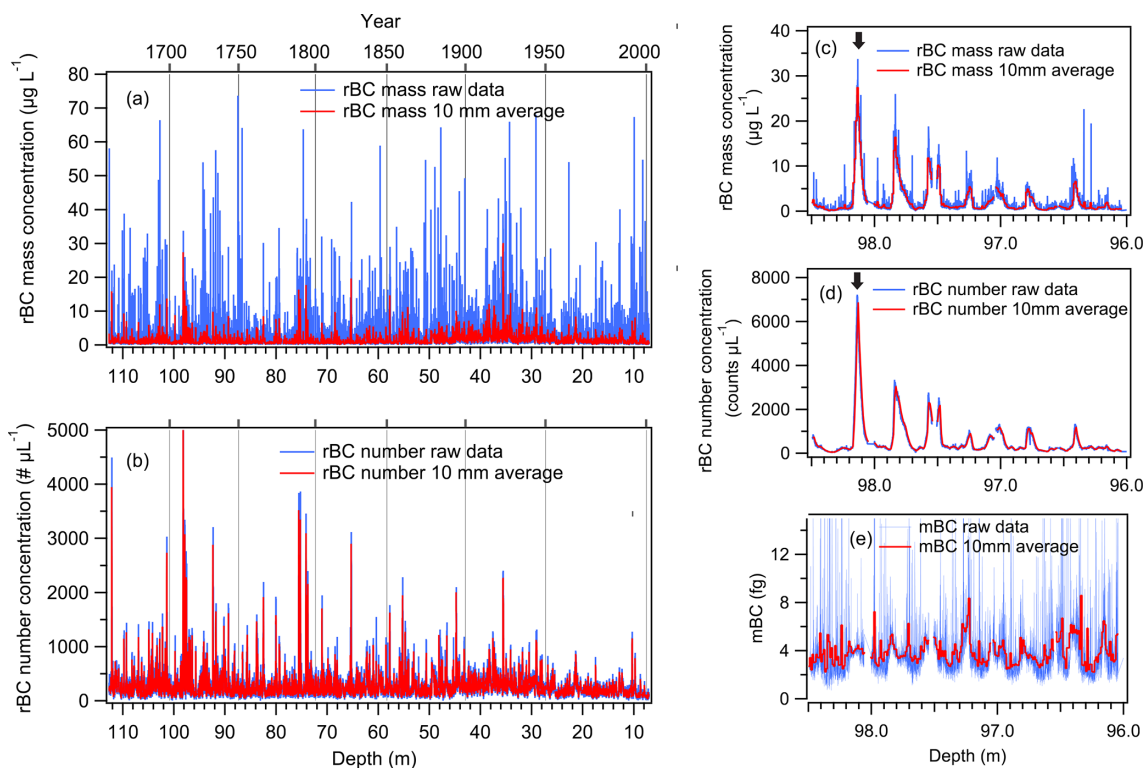 Year
1700 1750 1800 1850 1900 1950 2000
rBC mass concentration (µg L⁻¹)
80
70
60
50
40
30
20
10
0
(a)
rBC mass raw data
rBC mass 10 mm average
110 100 90 80 70 60 50 40 30 20 10
rBC number concentration (# µL⁻¹)
5000
4000
3000
2000
1000
0
(b)
rBC number raw data
rBC number 10 mm average
110 100 90 80 70 60 50 40 30 20 10
Depth (m)
rBC mass concentration
(µg L⁻¹)
40
30
20
10
0
(c)
rBC mass raw data
rBC mass 10mm average
98.0 97.0 96.0
rBC number concentration
(counts µL⁻¹)
8000
6000
4000
2000
0
(d)
rBC number raw data
rBC number 10mm average
98.0 97.0 96.0
mBC (fg)
12
8
4
0
(e)
mBC raw data
mBC 10mm average
98.0 97.0 96.0
Depth (m)